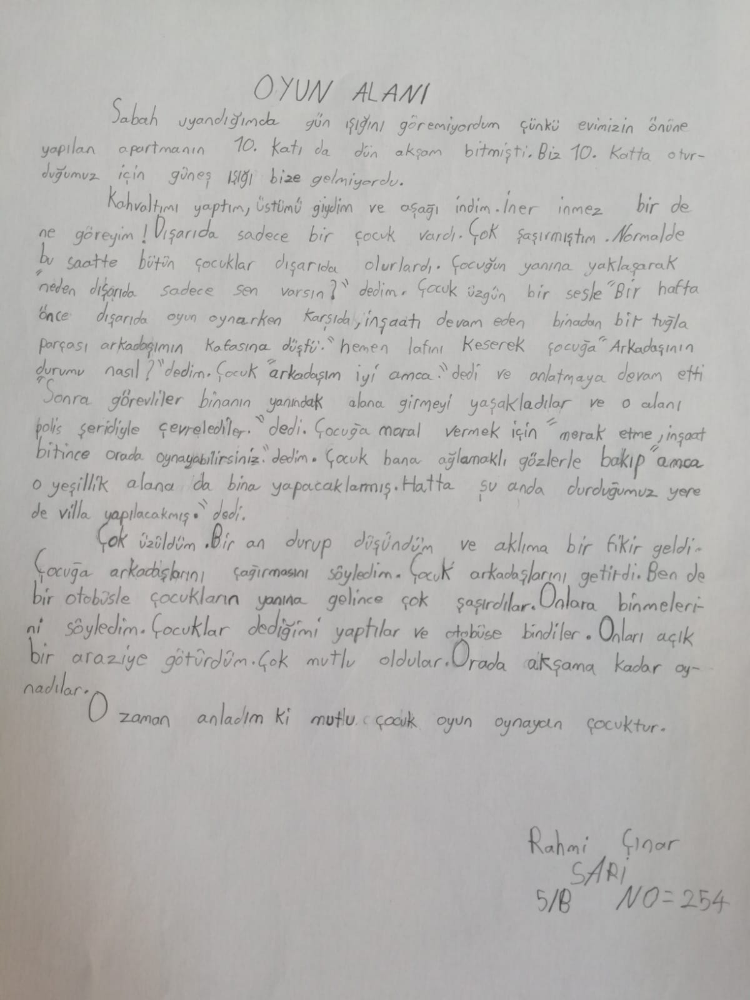 OYUN ALANI
Sabah uyandığımda gün ışığını göremiyordum çünkü evimizin önüne
yapılan apartmanın 10. Katı da dün akşam bitmişti. Biz 10. Katta otur-
duğumuz için güneş ışığı bize gelmiyordu.
Kahvaltımı yaptım, üstümü giydim ve aşağı indim. İner inmez bir de
ne göreyim! Dışarıda sadece bir çocuk vardı. Çok şaşırmıştım. Normalde
bu saatte bütün çocuklar dışarıda olurlardı. Çocuğun yanına yaklaşarak
"neden dışarıda sadece sen varsın?" dedim. Çocuk üzgün bir sesle "Bir hafta
önce dışarıda oyun oynarken Karşıda, inşaatı devam eden binadan bir tuğla
parçası arkadaşımın Kafasına düştü." hemen lafını Keserek çocuğa "Arkadaşının
durumu nasıl?" dedim. Çocuk "arkadaşım iyi amca." dedi ve anlatmaya devam etti
"Sonra görevliler binanın yanındak alana girmeyi yaşakladılar ve o alanı
polis şeridiyle çevrelediler." dedi. Çocuğa moral vermek için "merak etme, inşaat
bitince orada oynayabilirsiniz." dedim. Çocuk bana ağlamaklı gözlerle bakıp "amca
o yeşillik alana da bina yapacaklarmış. Hatta şu anda durduğumuz yere
de villa yapılacakmış." dedi.
Çok üzüldüm. Bir an durup düşündüm ve aklıma bir fikir geldi.
Çocuğa arkadaşlarını çağırmasını söyledim. Çocuk arkadaşlarını getirdi. Ben de
bir otobüsle çocukların yanına gelince çok şaşırdılar. Onlara binmeleri-
ni söyledim. Çocuklar dediğimi yaptılar ve otobüse bindiler. Onları açık
bir araziye götürdüm. Çok mutlu oldular. Orada akşama kadar oy-
nadılar.
O zaman anladım ki mutlu çocuk oyun oynayan çocuktur.
Rahmi Çınar
SARİ
5/B NO=254